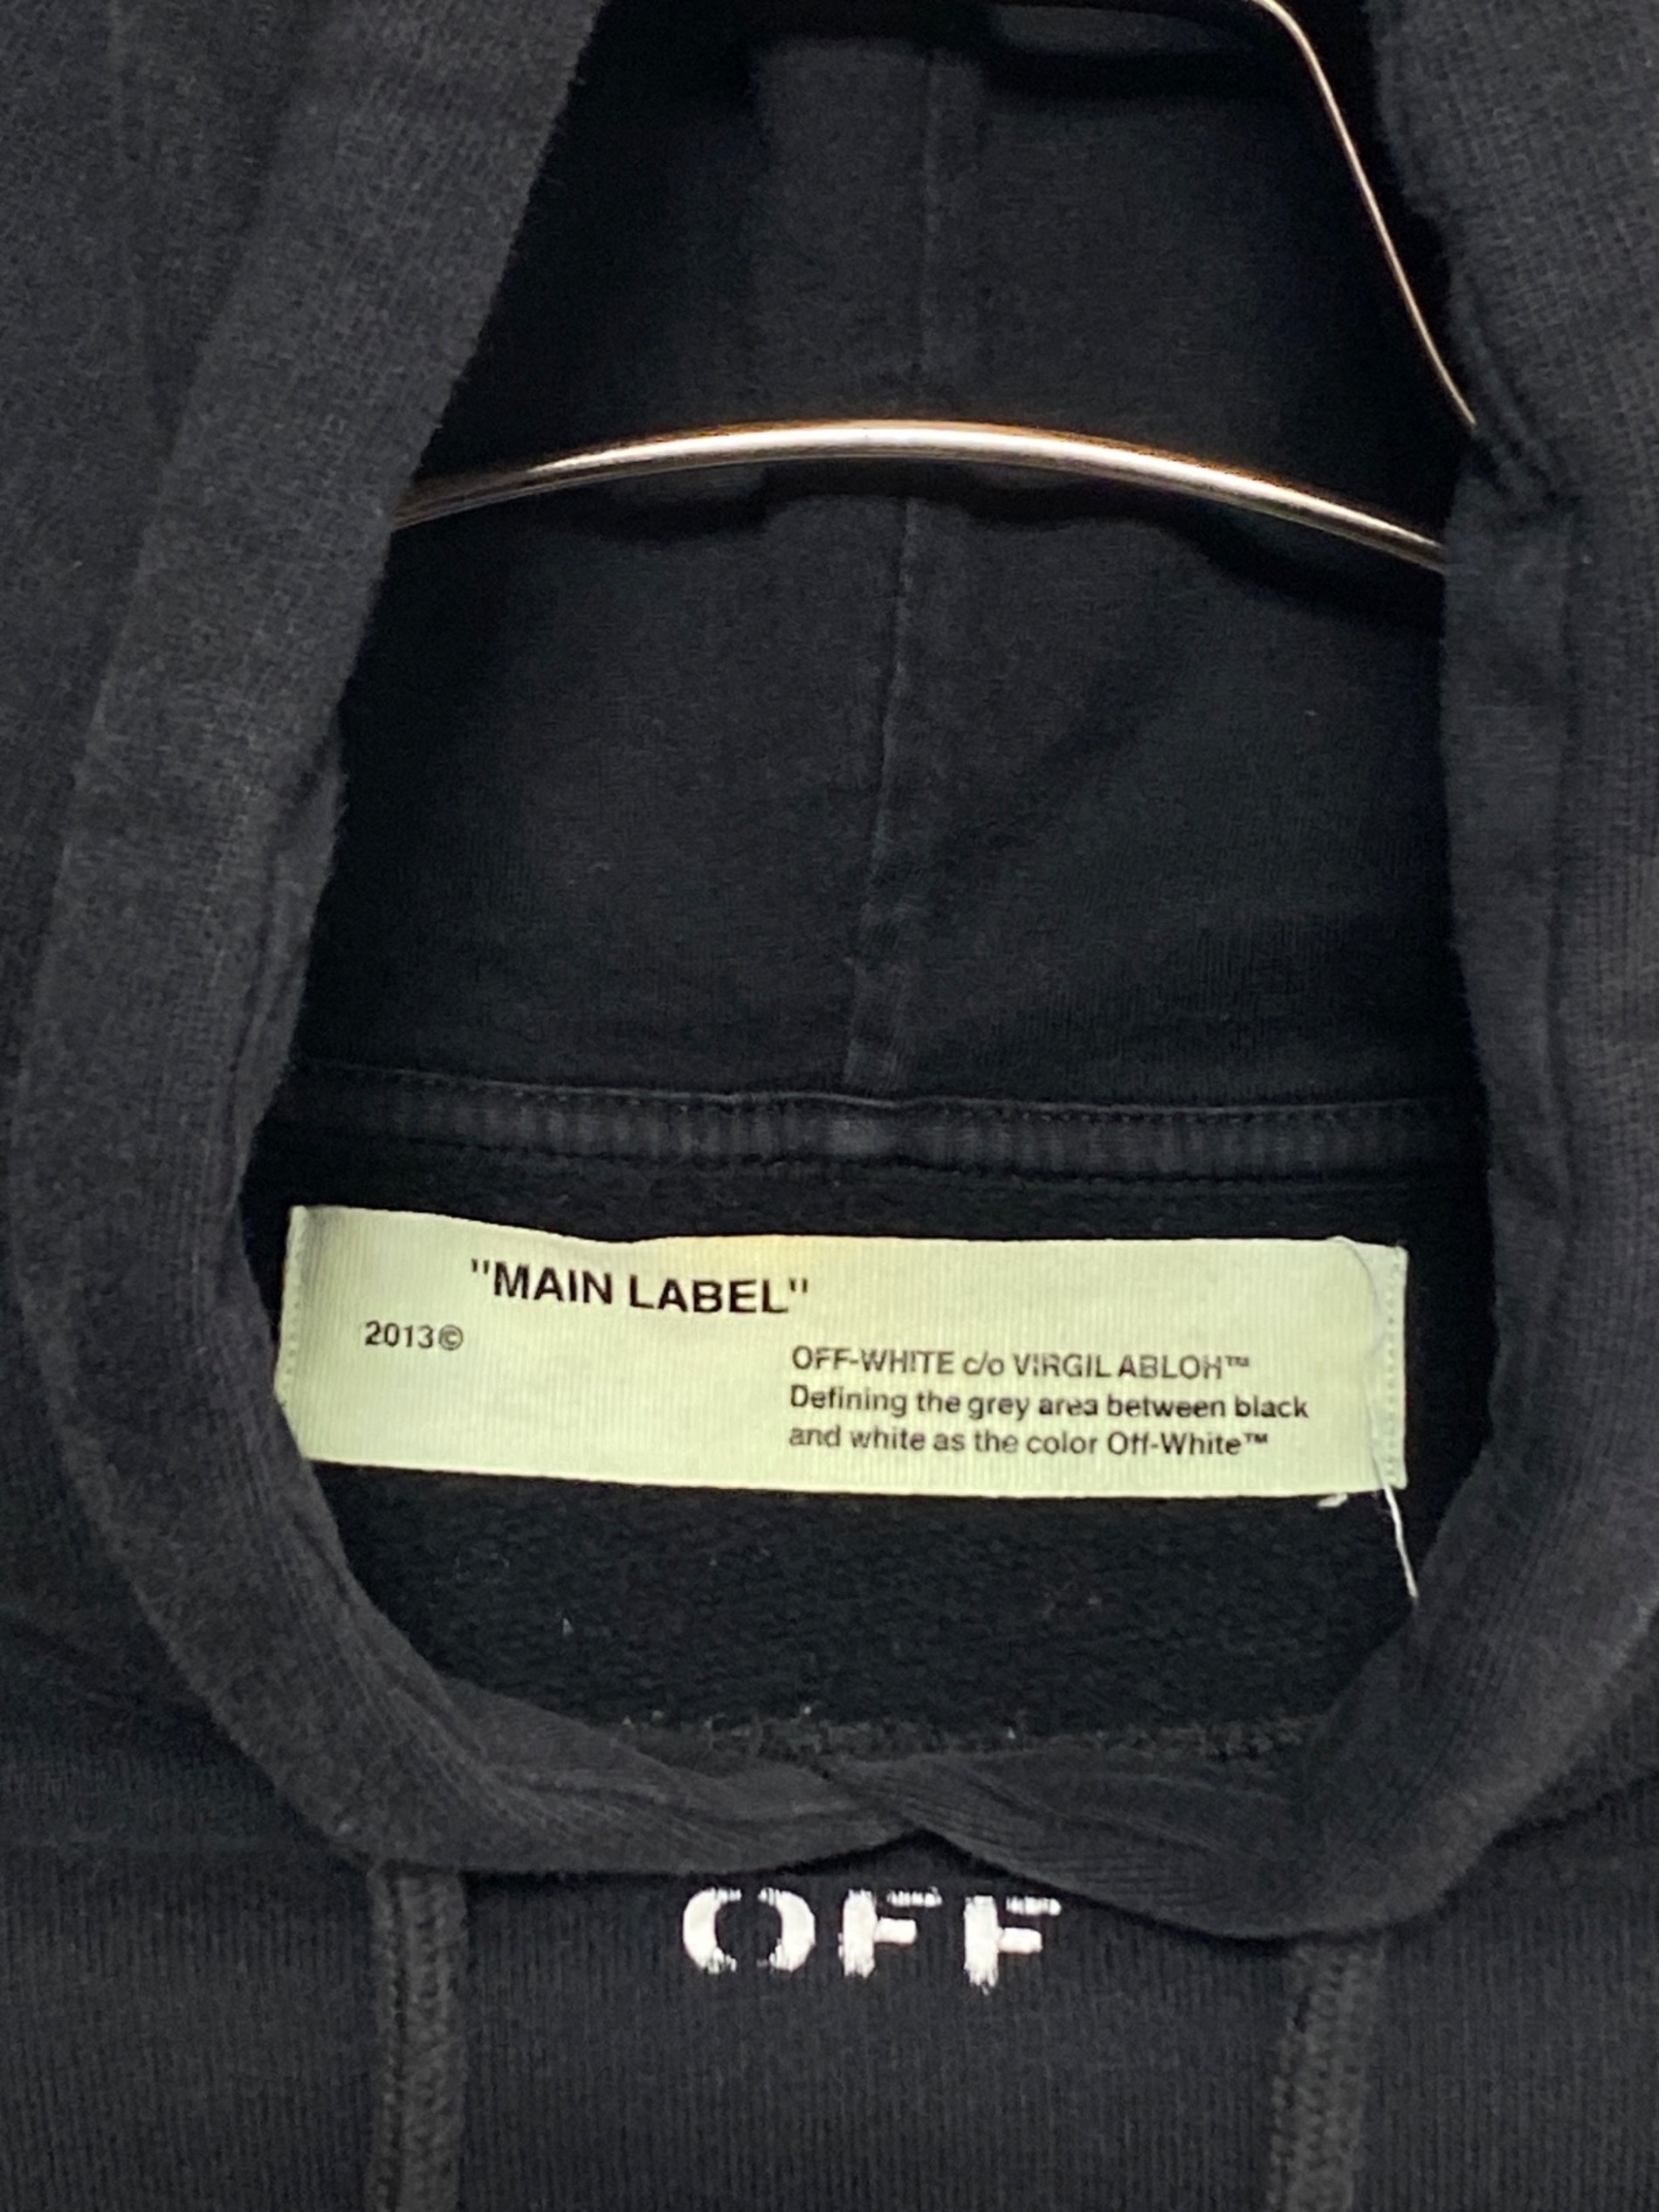 "MAIN LABEL"
2013©
OFF-WHITE c/o VIRGIL ABLOH™
Defining the grey area between black
and white as the color Off-White™
OFF